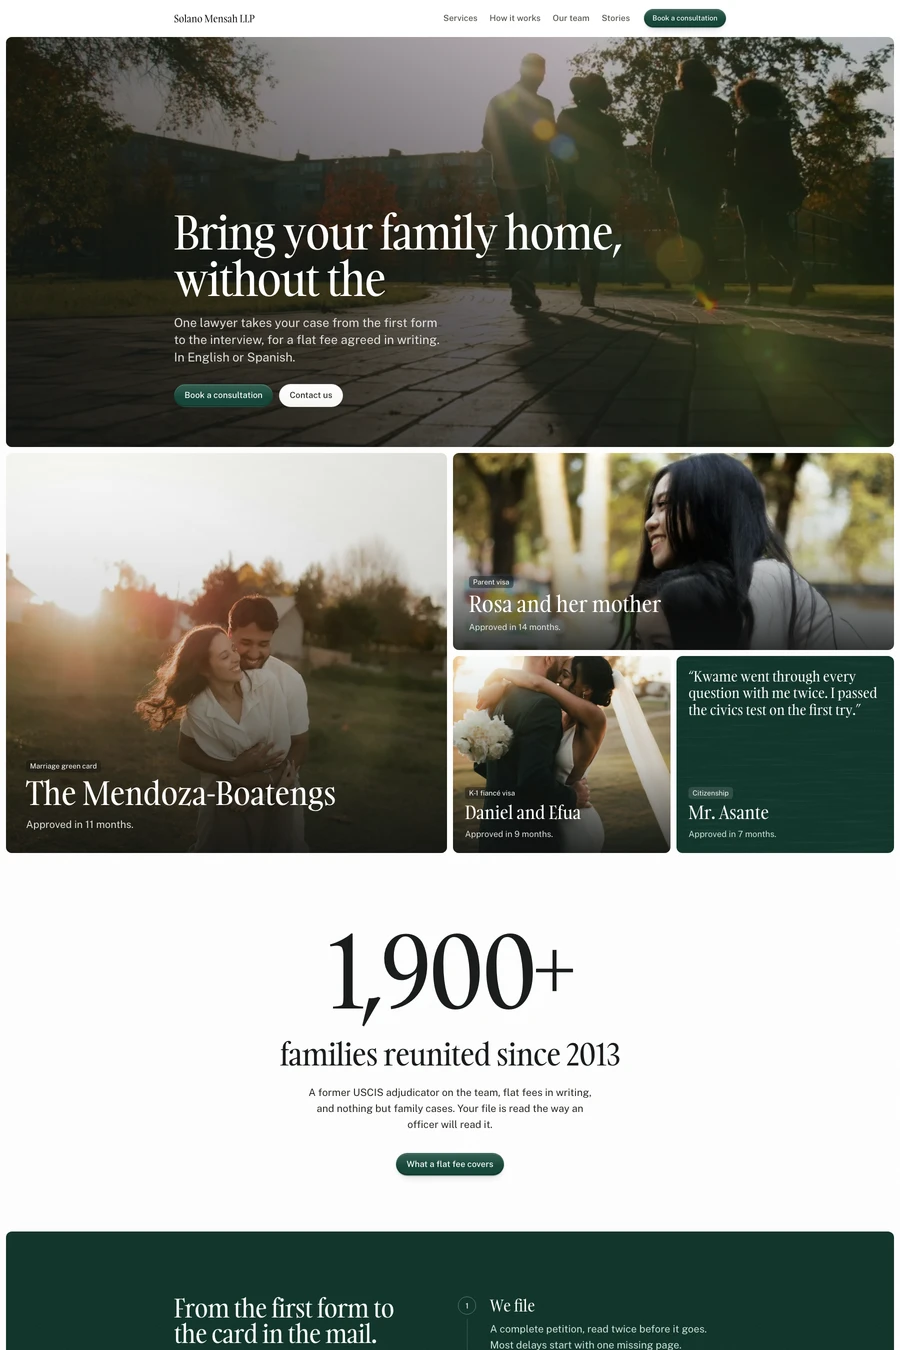 Solano Mensah LLP
Services
How it works
Our team
Stories
Book a consultation
Bring your family home,
without the
One lawyer takes your case from the first form
to the interview, for a flat fee agreed in writing.
In English or Spanish.
Book a consultation
Contact us
Marriage green card
The Mendoza-Boatengs
Approved in 11 months.
Parent visa
Rosa and her mother
Approved in 14 months.
K-1 fiancé visa
Daniel and Efua
Approved in 9 months.
“Kwame went through every
question with me twice. I passed
the civics test on the first try.”
Citizenship
Mr. Asante
Approved in 7 months.
1,900+
families reunited since 2013
A former USCIS adjudicator on the team, flat fees in writing,
and nothing but family cases. Your file is read the way an
officer will read it.
What a flat fee covers
From the first form to
the card in the mail.
1
We file
A complete petition, read twice before it goes.
Most delays start with one missing page.